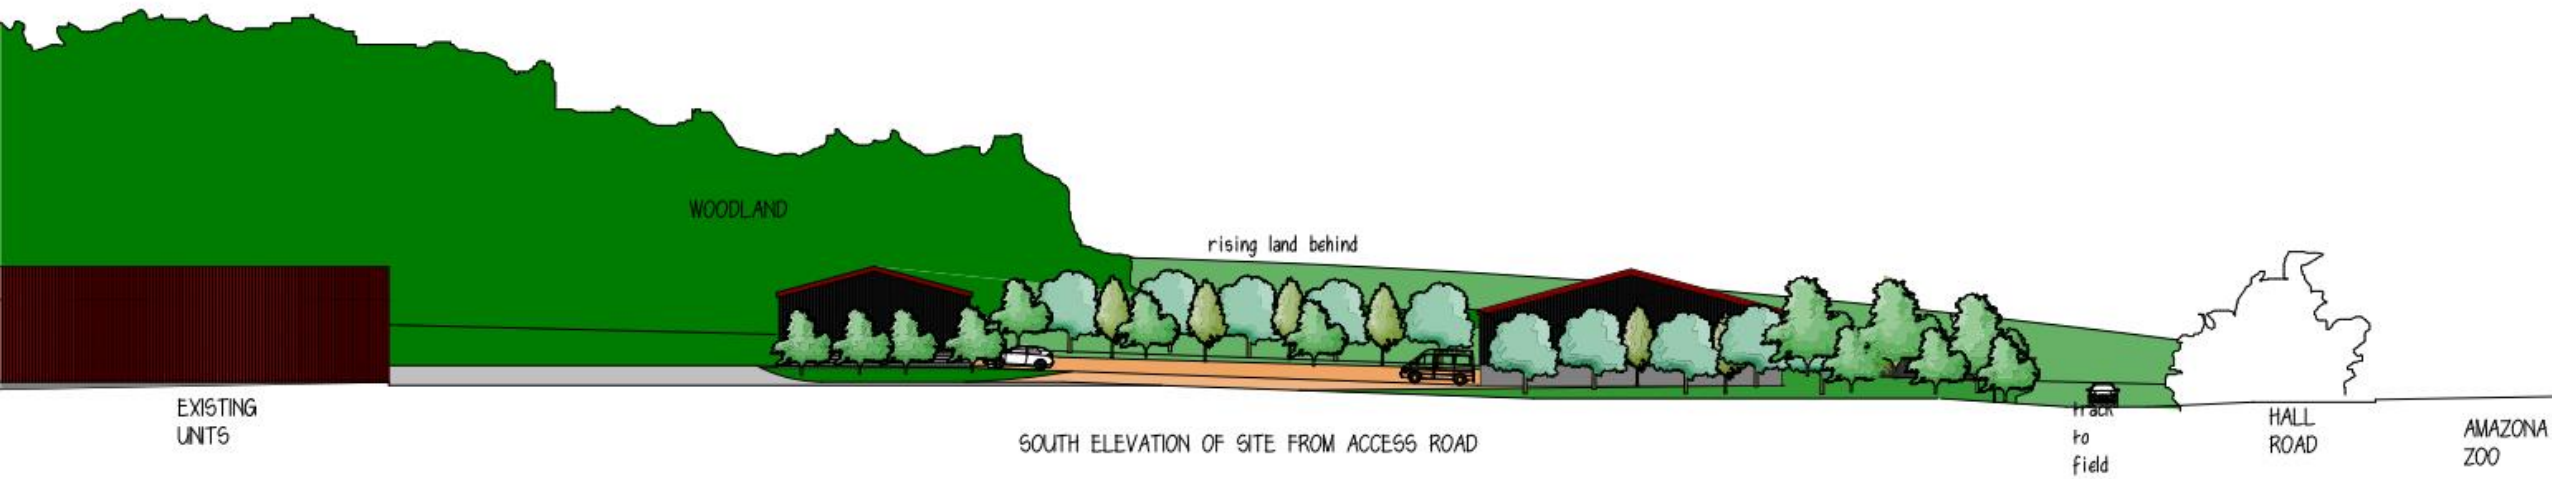 WOODLAND
rising land behind
EXISTING
UNITS
SOUTH ELEVATION OF SITE FROM ACCESS ROAD
track
to
field
HALL
ROAD
AMAZONA
ZOO